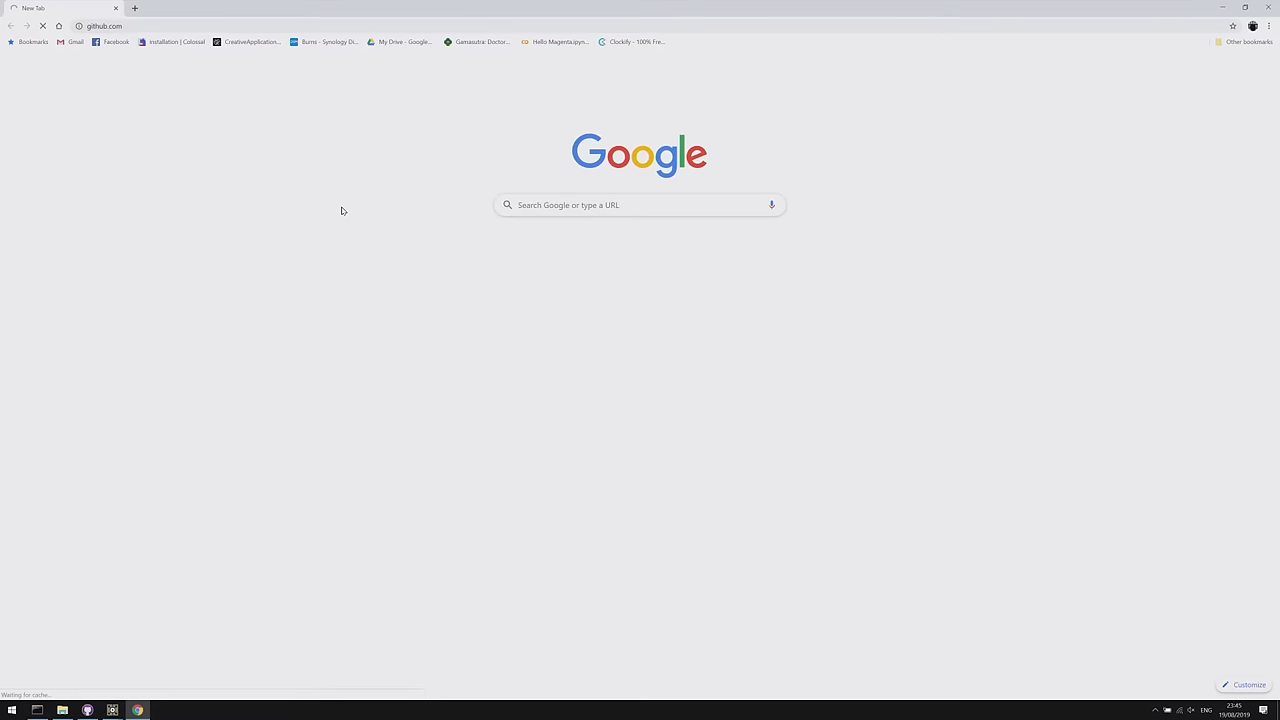 New Tab
github.com
Bookmarks Gmail Facebook installation | Colossal CreativeApplication... Burns - Synology Di... My Drive - Google... Gamasutra: Doctor... Hello Magenta.ipyn... Clockify - 100% Fre... Other bookmarks
Google
Search Google or type a URL
Customize
Waiting for cache...
ENG
23:45
19/08/2019